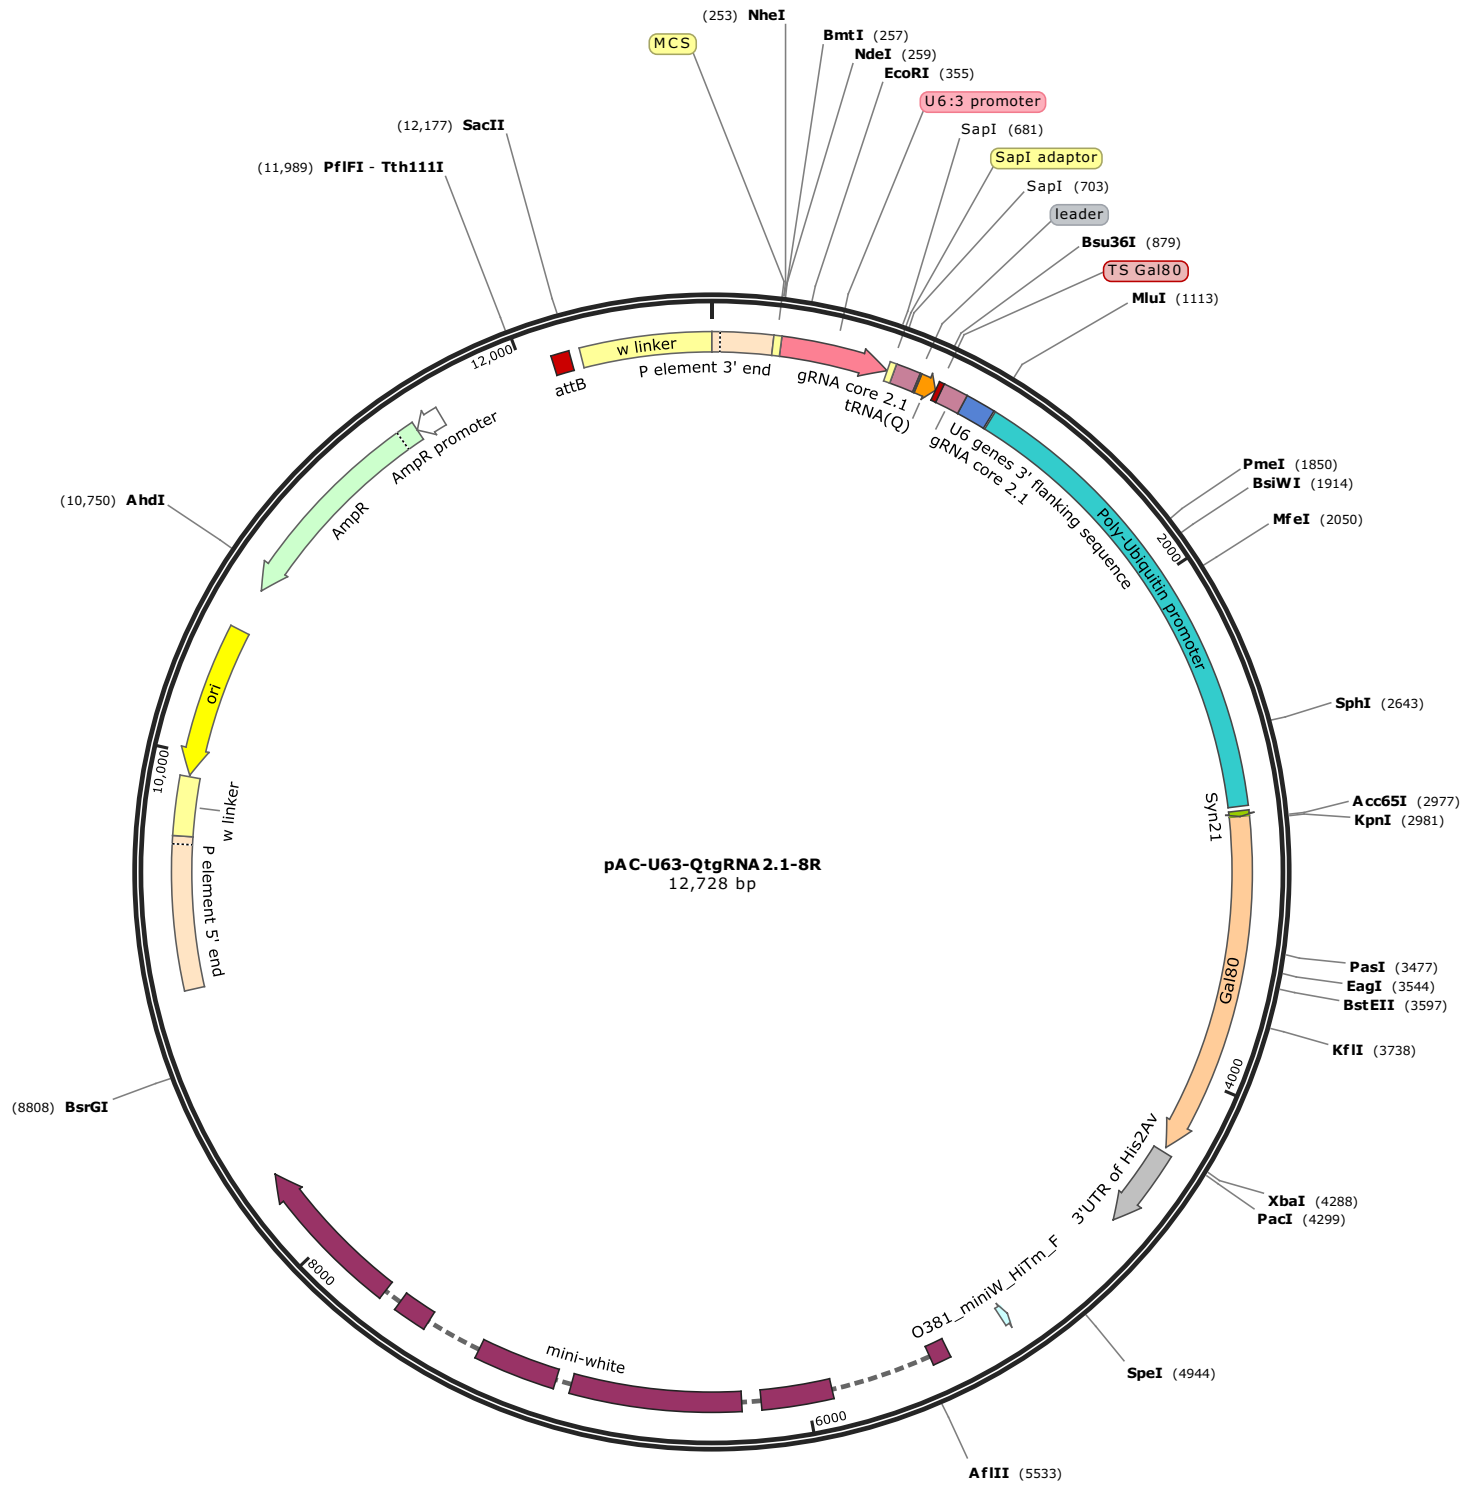 (253) NheI
BmtI (257)
MCS
NdeI (259)
EcoRI (355)
U6:3 promoter
(12,177) SacII
SapI (681)
SapI adaptor
(11,989) PflFI - Tth111I
SapI (703)
leader
Bsu36I (879)
TS Gal80
MluI (1113)
12,000
w linker
P element 3' end
attB
gRNA core 2.1
tRNA(Q)
AmpR promoter
U6 genes 3' flanking sequence
gRNA core 2.1
PmeI (1850)
BsiWI (1914)
(10,750) AhdI
AmpR
Poly-Ubiquitin promoter
MfeI (2050)
2000
ori
SphI (2643)
10,000
w linker
Syn21
Acc65I (2977)
KpnI (2981)
pAC-U63-QtgRNA2.1-8R
12,728 bp
P element 5' end
Gal80
PasI (3477)
EagI (3544)
BstEII (3597)
KflI (3738)
4000
(8808) BsrGI
3'UTR of His2Av
XbaI (4288)
PacI (4299)
8000
O381_miniW_HiTm_F
mini-white
SpeI (4944)
6000
AflII (5533)